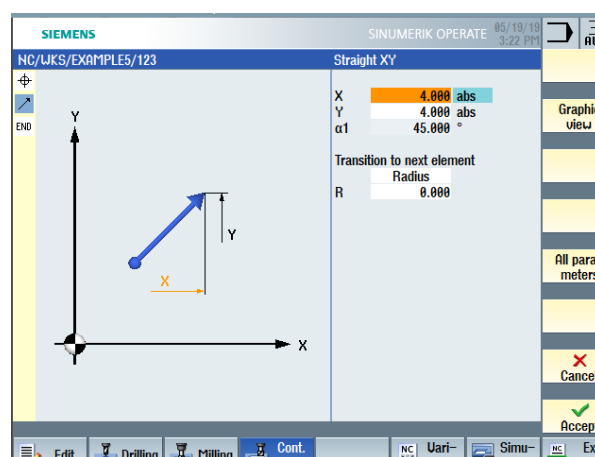 SIEMENS
SINUMERIK OPERATE 05/19/19
3:22 PM
NC/WKS/EXAMPLE5/123
Straight XY
X 4.000 abs
Y 4.000 abs
α1 45.000 °
Transition to next element
Radius
R 0.000
END
Y
Y
X
X
Graphic
view
All para
meters
Cancel
Accept
Edit
Drilling
Milling
Cont.
NC
Vari-
Simu-
NC
Ex